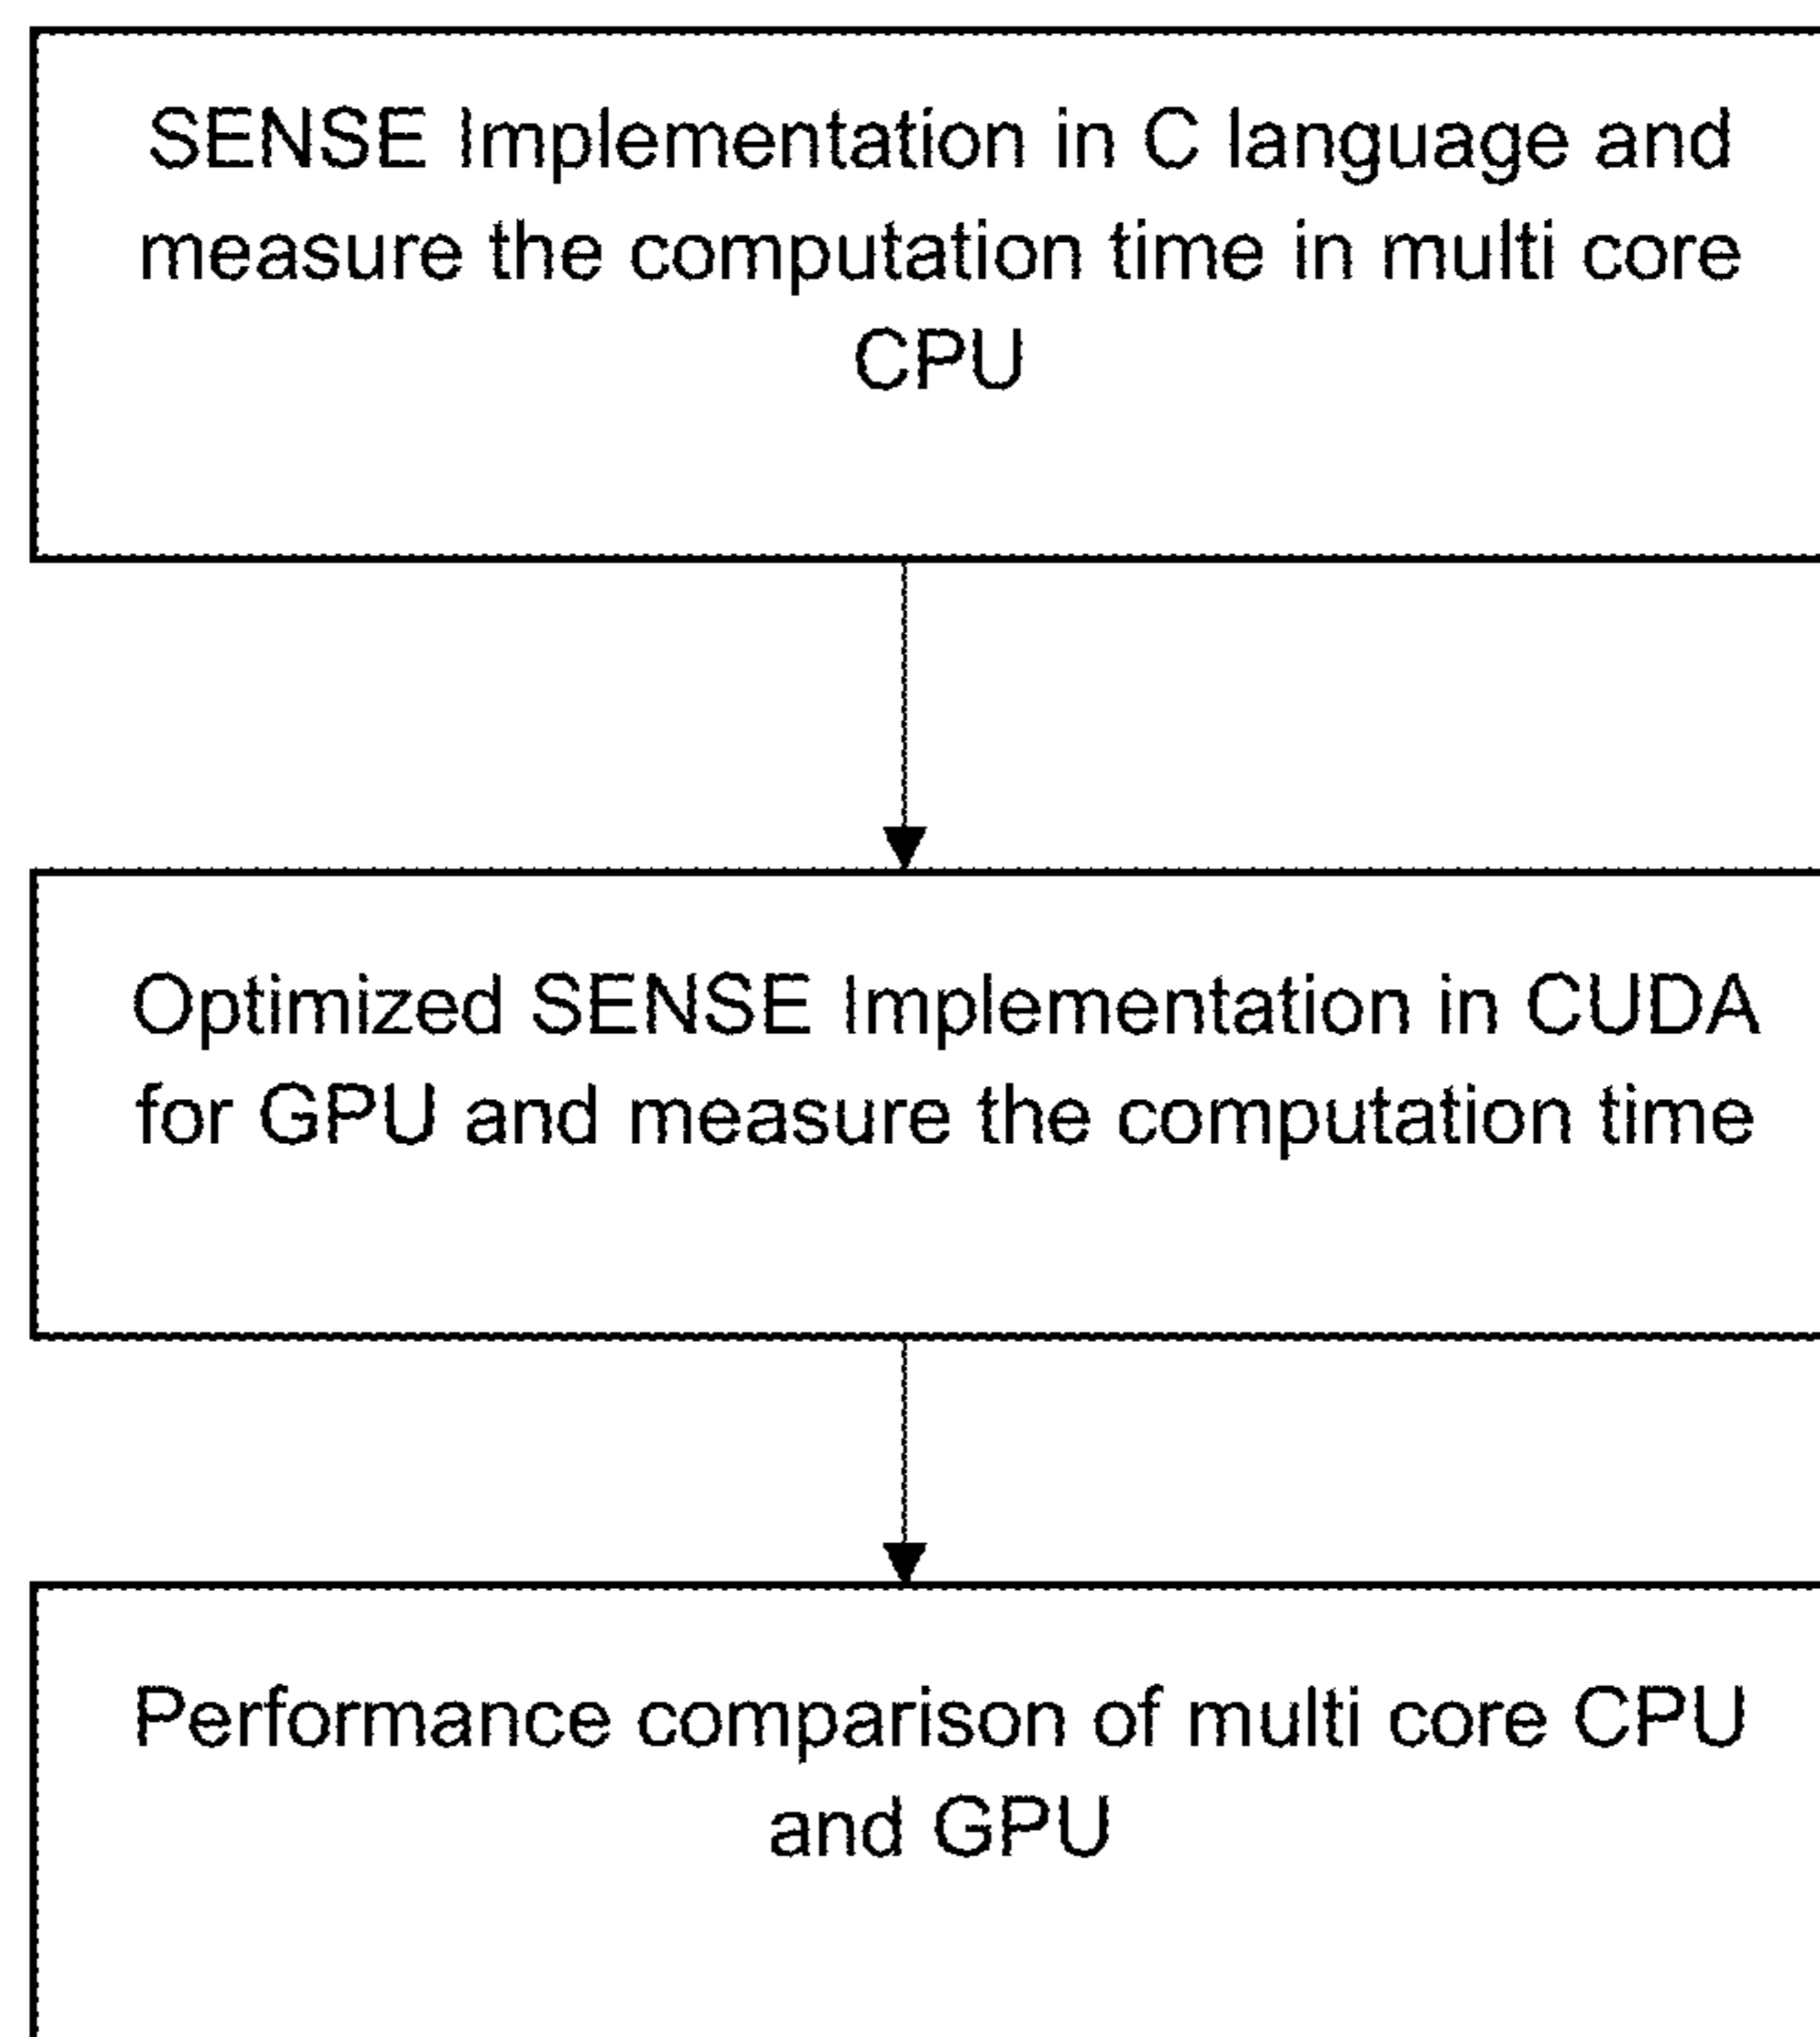 SENSE Implementation in C language and
measure the computation time in multi core
CPU
Optimized SENSE Implementation in CUDA
for GPU and measure the computation time
Performance comparison of multi core CPU
and GPU